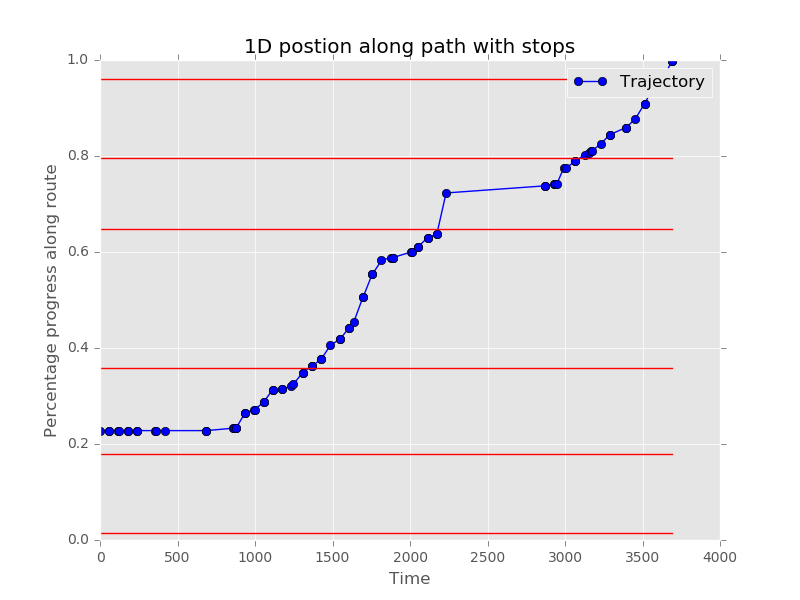 1D postion along path with stops
Trajectory
Percentage progress along route
1.0
0.8
0.6
0.4
0.2
0.0
0 500 1000 1500 2000 2500 3000 3500 4000
Time